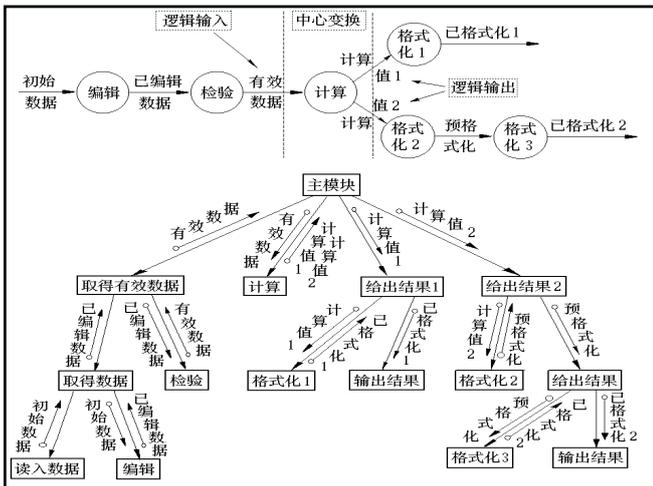 逻辑输入
中心变换
初始
数据
编辑
已编辑
数据
检验
有效
数据
计算
计算
值1
计算
值2
格式
化1
已格式化1
逻辑输出
格式
化2
预格
式化
格式
化3
已格式化2
主模块
有效数据
有效数据
计算值1
计算值2
计算值1
计算值2
取得有效数据
计算
给出结果1
给出结果2
已编辑数据
已编辑数据
有效数据
计算值1
已格式化1
已格式化1
计算值2
预格式化
预格式化
取得数据
检验
格式化1
输出结果
格式化2
给出结果
初始数据
初始数据
已编辑数据
预格式化
已格式化2
已格式化2
读入数据
编辑
格式化3
输出结果